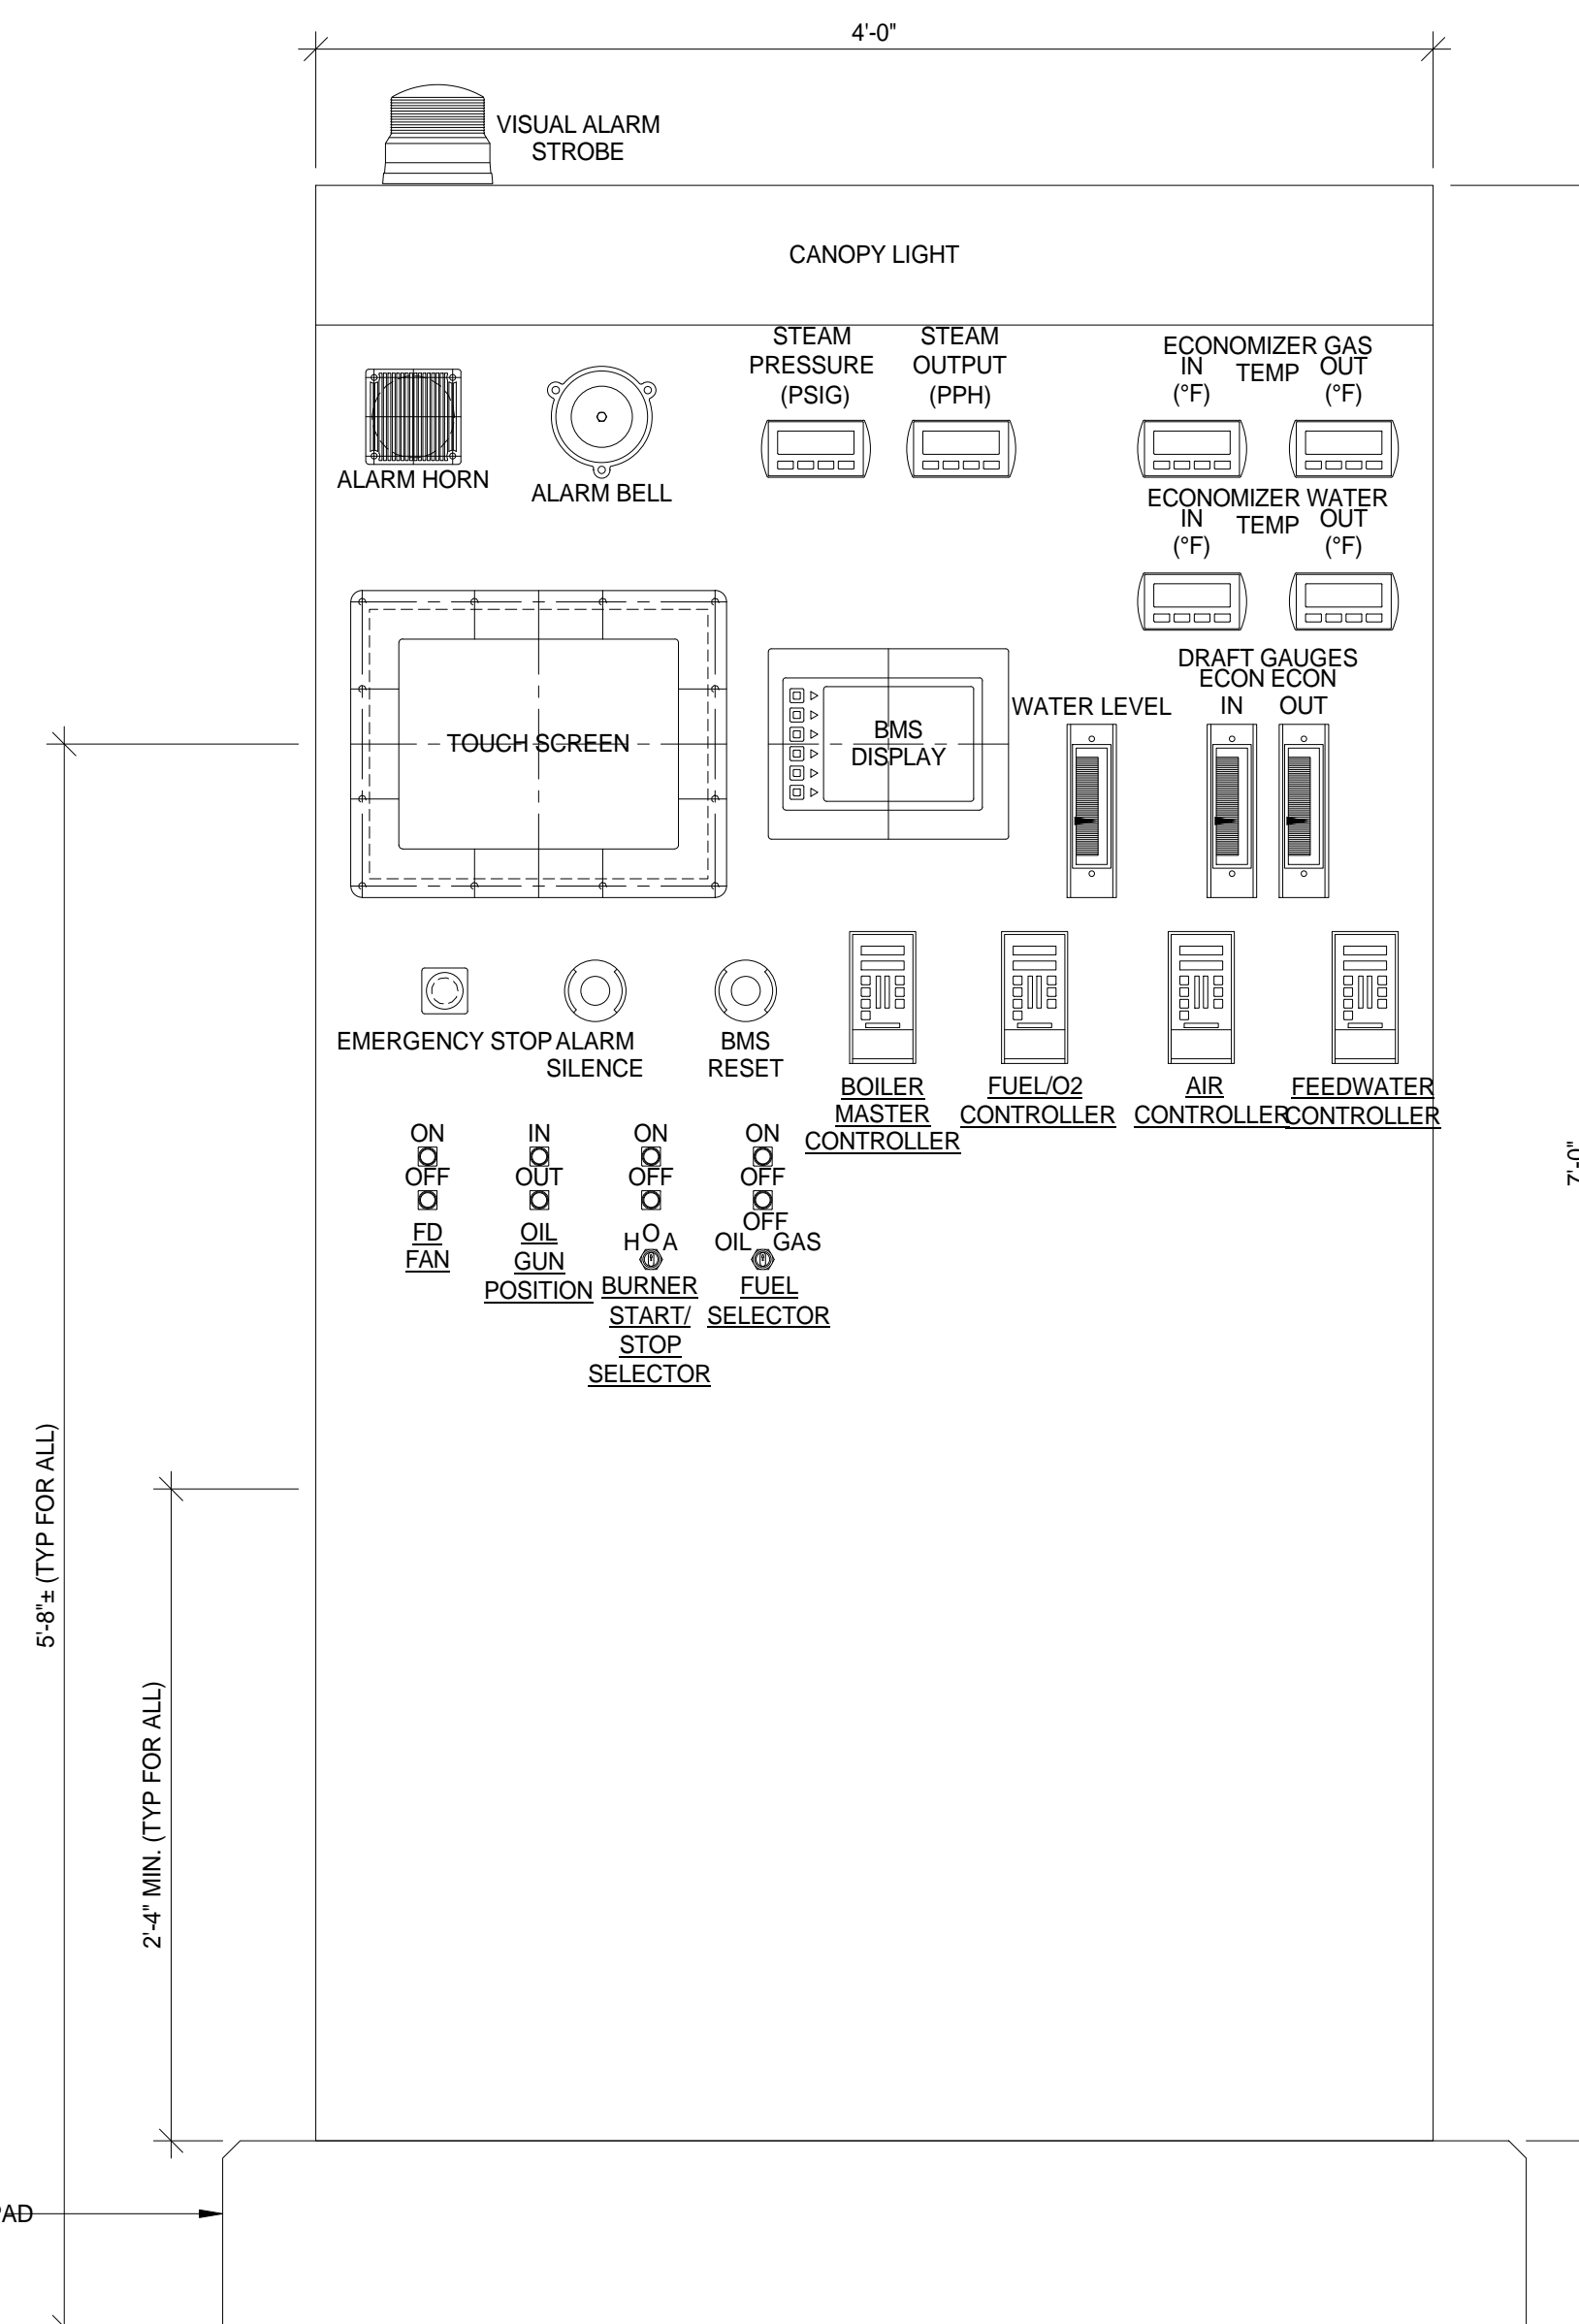 4'-0"
VISUAL ALARM
STROBE
CANOPY LIGHT
STEAM
PRESSURE
(PSIG)
STEAM
OUTPUT
(PPH)
ECONOMIZER GAS
IN TEMP OUT
(°F) (°F)
ALARM HORN
ALARM BELL
ECONOMIZER WATER
IN TEMP OUT
(°F) (°F)
DRAFT GAUGES
ECON ECON
IN OUT
WATER LEVEL
TOUCH SCREEN
BMS
DISPLAY
EMERGENCY STOP
ALARM
SILENCE
BMS
RESET
BOILER
MASTER
CONTROLLER
FUEL/O2
CONTROLLER
AIR
CONTROLLER
FEEDWATER
CONTROLLER
ON
OFF
FD
FAN
IN
OUT
OIL
GUN
POSITION
ON
OFF
H O A
BURNER
START/
STOP
SELECTOR
ON
OFF
OFF
OIL GAS
FUEL
SELECTOR
7'-0"
5'-8"± (TYP FOR ALL)
2'-4" MIN. (TYP FOR ALL)